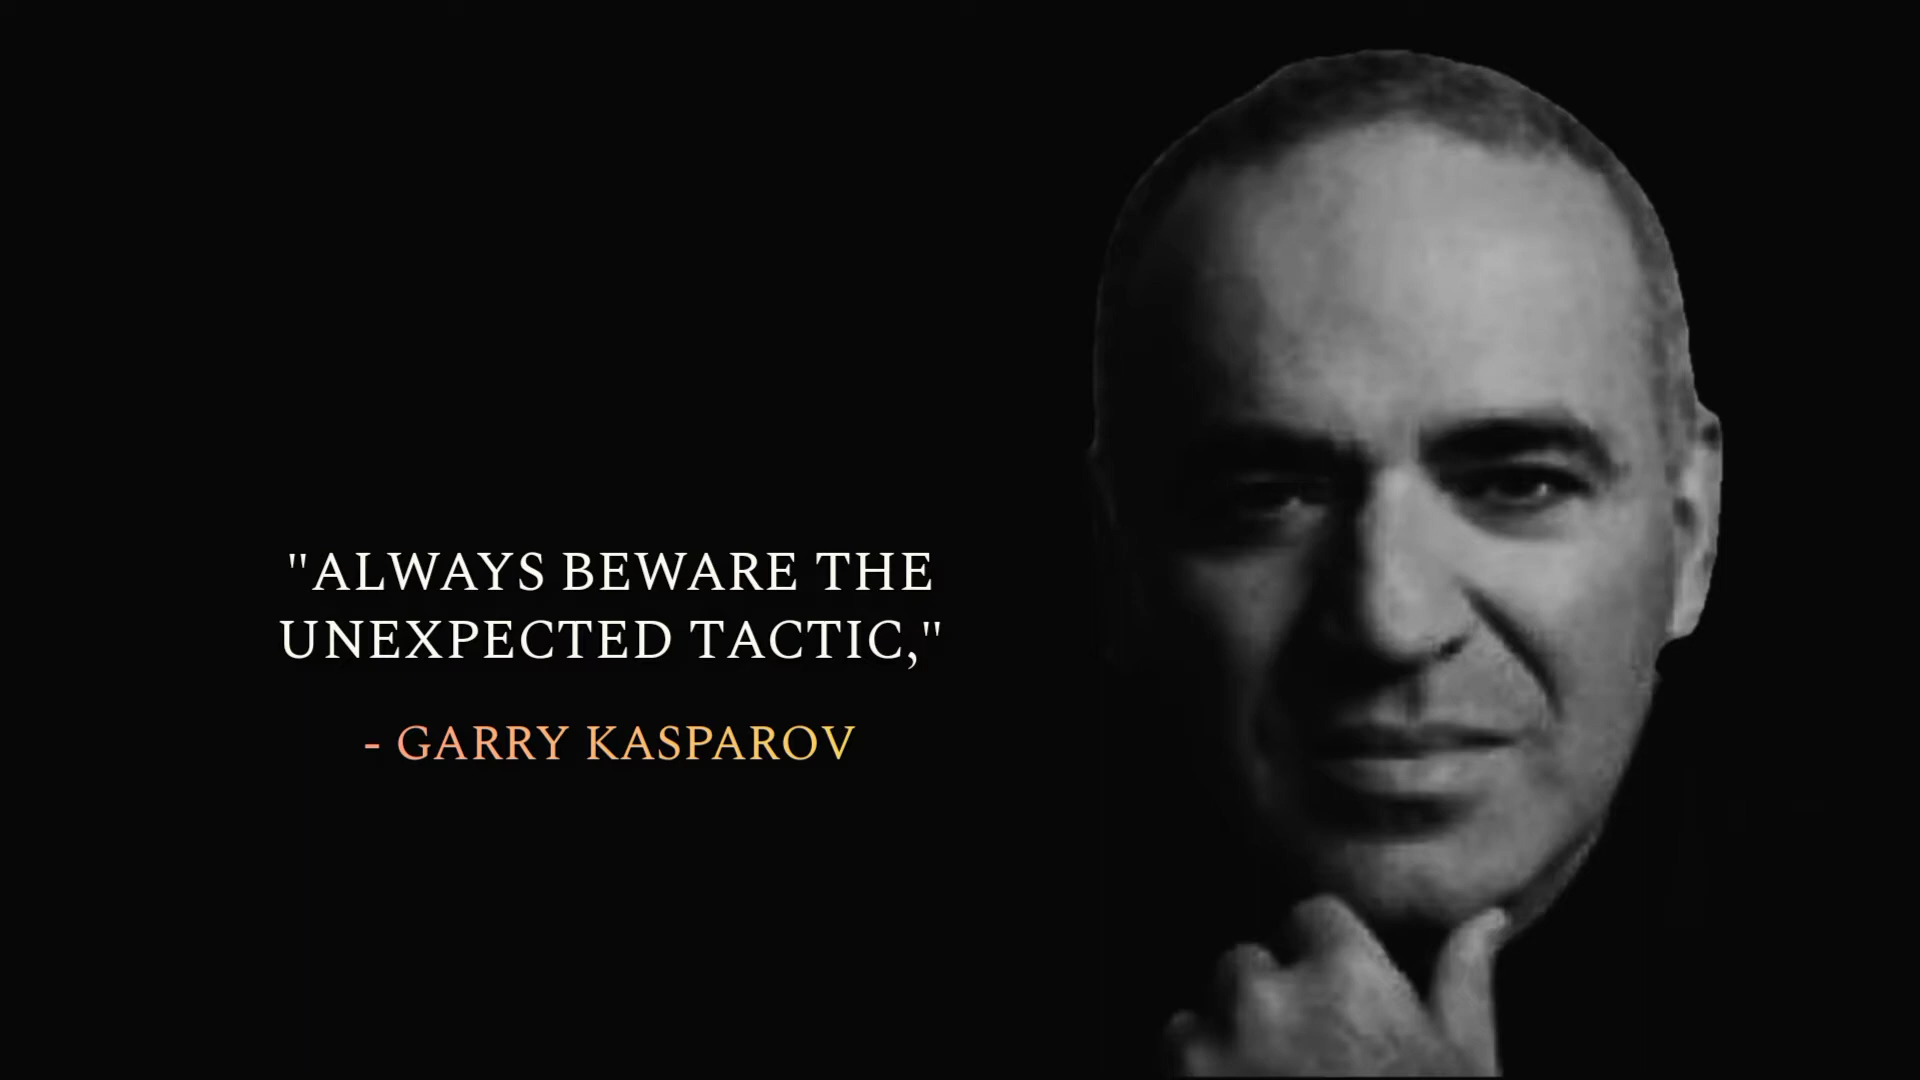 "ALWAYS BEWARE THE
UNEXPECTED TACTIC,"
- GARRY KASPAROV